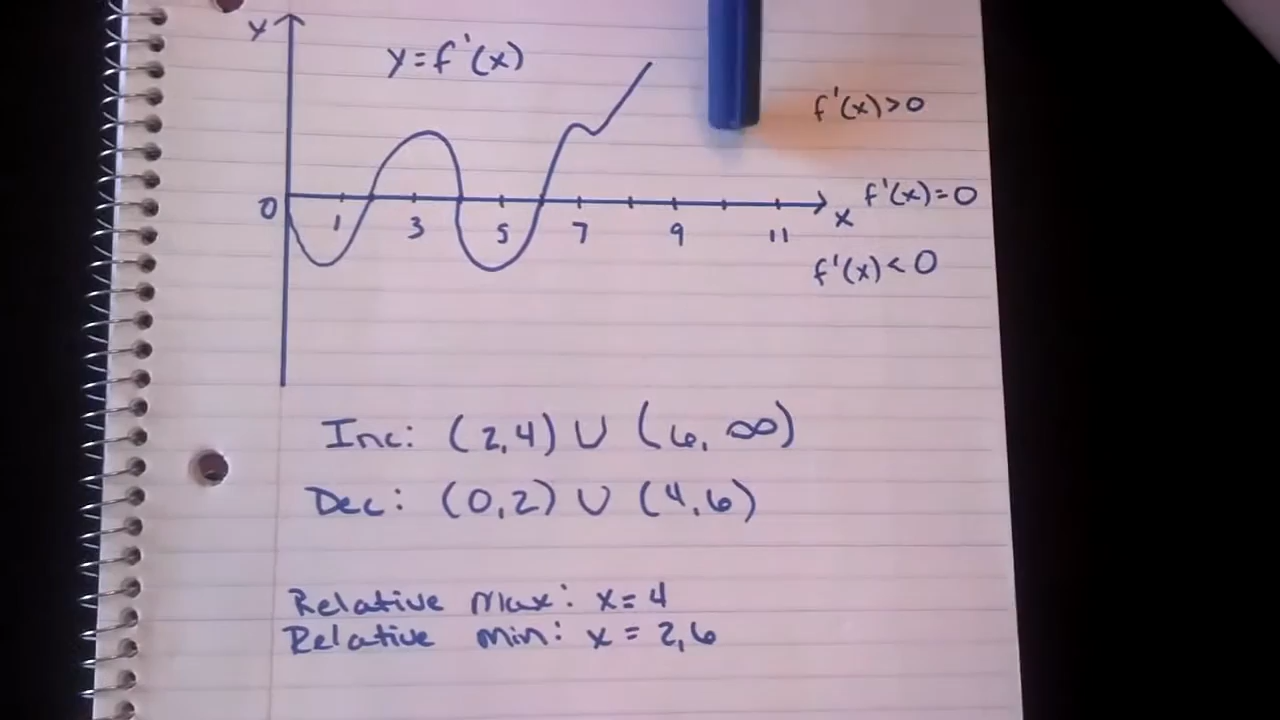 y
y=f'(x)
f'(x)>0
f'(x)=0
0 1 3 5 7 9 11 x
f'(x)<0
Inc: (2,4) ∪ (6, ∞)
Dec: (0,2) ∪ (4,6)
Relative Max: x=4
Relative min: x = 2,6